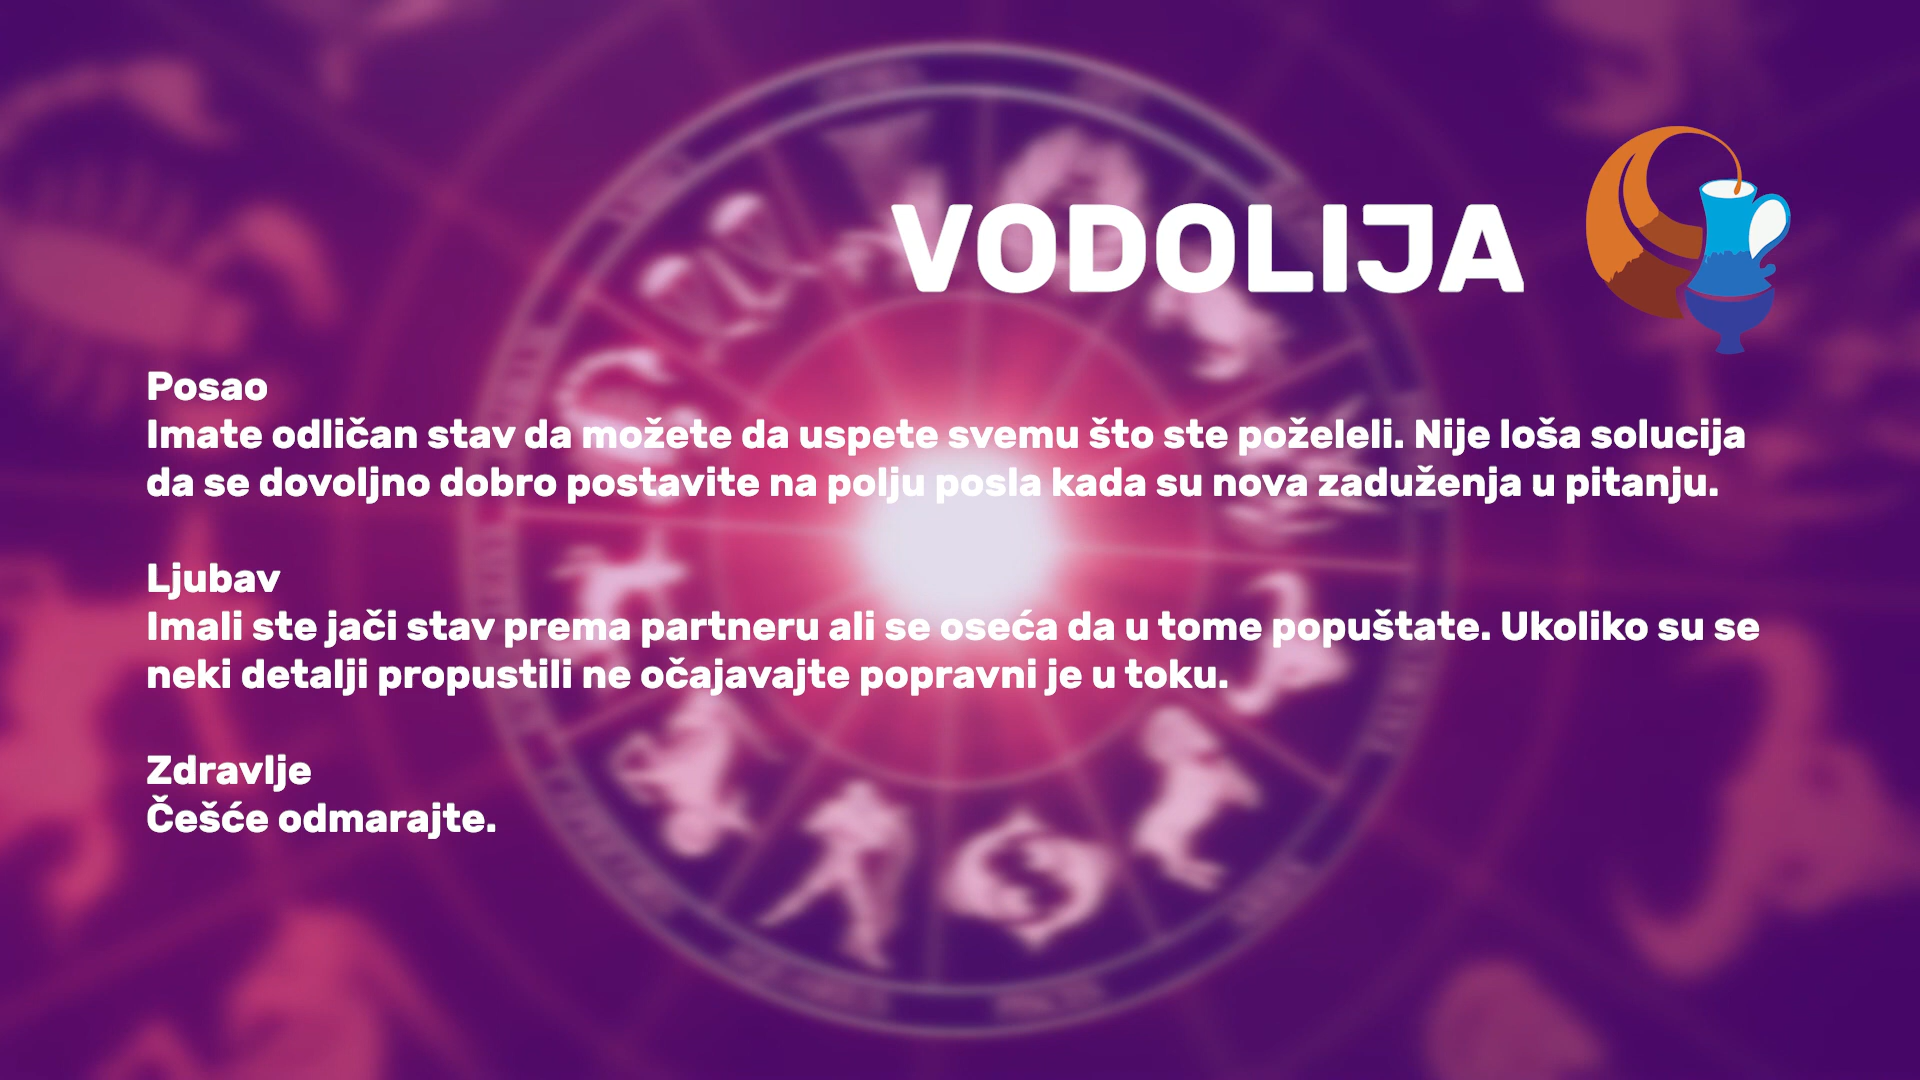 VODOLIJA
Posao
Imate odličan stav da možete da uspete svemu što ste poželeli. Nije loša solucija
da se dovoljno dobro postavite na polju posla kada su nova zaduženja u pitanju.
Ljubav
Imali ste jači stav prema partneru ali se oseća da u tome popuštate. Ukoliko su se
neki detalji propustili ne očajavajte popravni je u toku.
Zdravlje
Češće odmarajte.